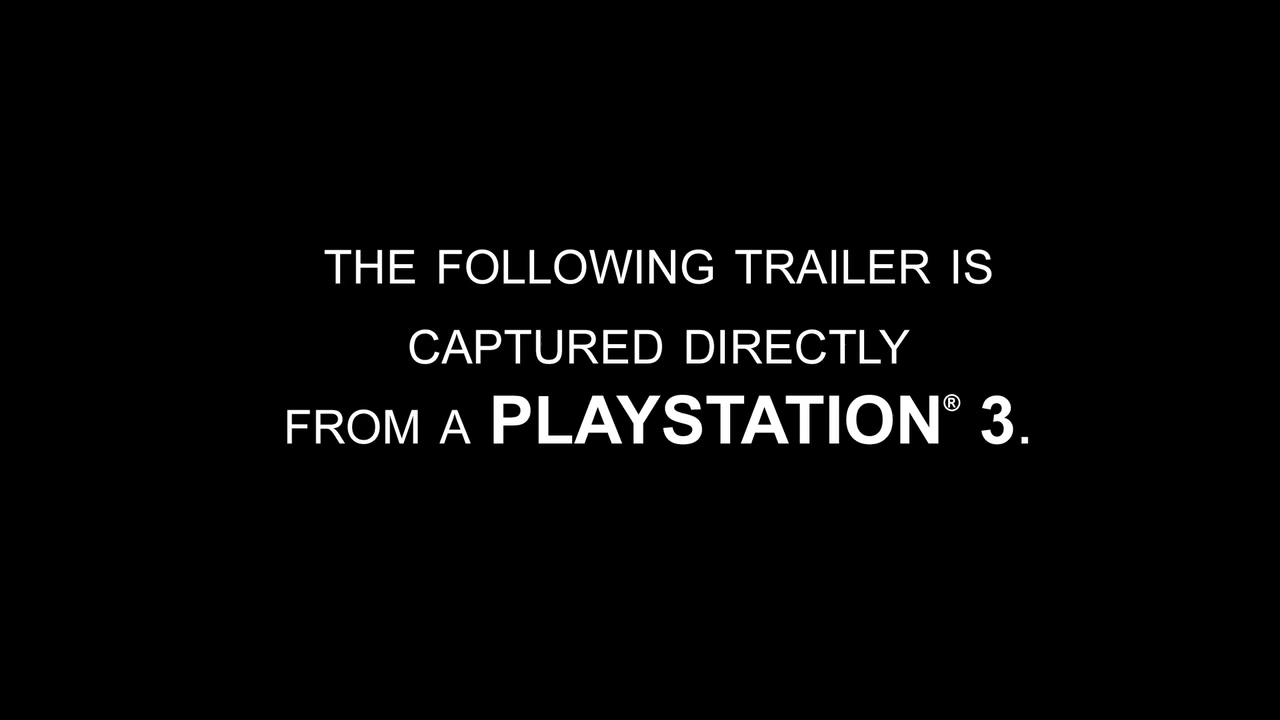 THE FOLLOWING TRAILER IS
CAPTURED DIRECTLY
FROM A PLAYSTATION® 3.